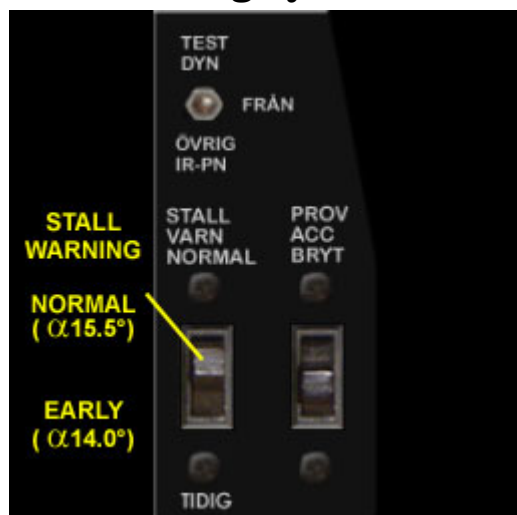 TEST
DYN
FRÅN
ÖVRIG
IR-PN
STALL
WARNING
NORMAL
( α15.5°)
EARLY
( α14.0°)
STALL
VARN
NORMAL
PROV
ACC
BRYT
TIDIG